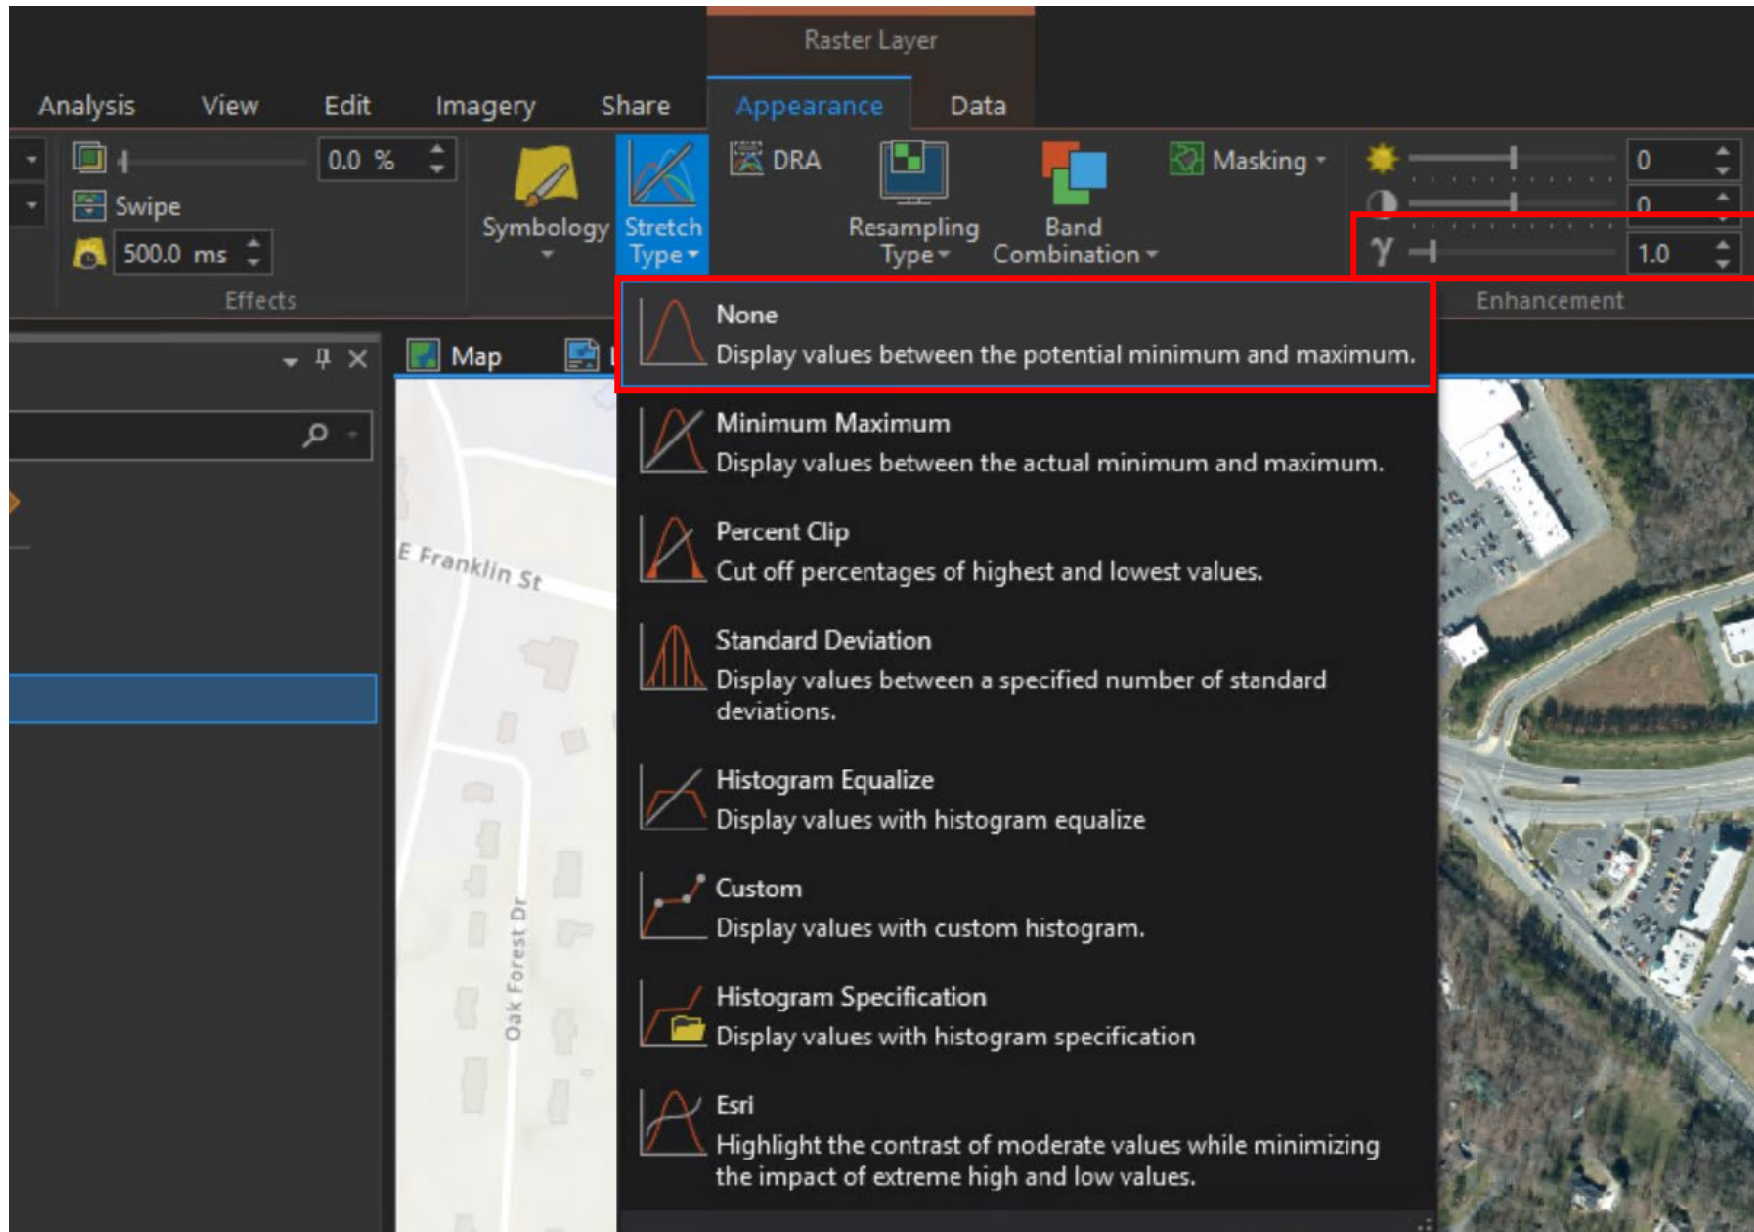 Raster Layer
Analysis View Edit Imagery Share Appearance Data
0.0 %
Swipe
500.0 ms
Effects
Symbology
Stretch
Type
DRA
Resampling
Type
Band
Combination
Masking
0
0
γ 1.0
Enhancement
Map
None
Display values between the potential minimum and maximum.
Minimum Maximum
Display values between the actual minimum and maximum.
Percent Clip
Cut off percentages of highest and lowest values.
Standard Deviation
Display values between a specified number of standard
deviations.
Histogram Equalize
Display values with histogram equalize
Custom
Display values with custom histogram.
Histogram Specification
Display values with histogram specification
Esri
Highlight the contrast of moderate values while minimizing
the impact of extreme high and low values.
E Franklin St
Oak Forest Dr